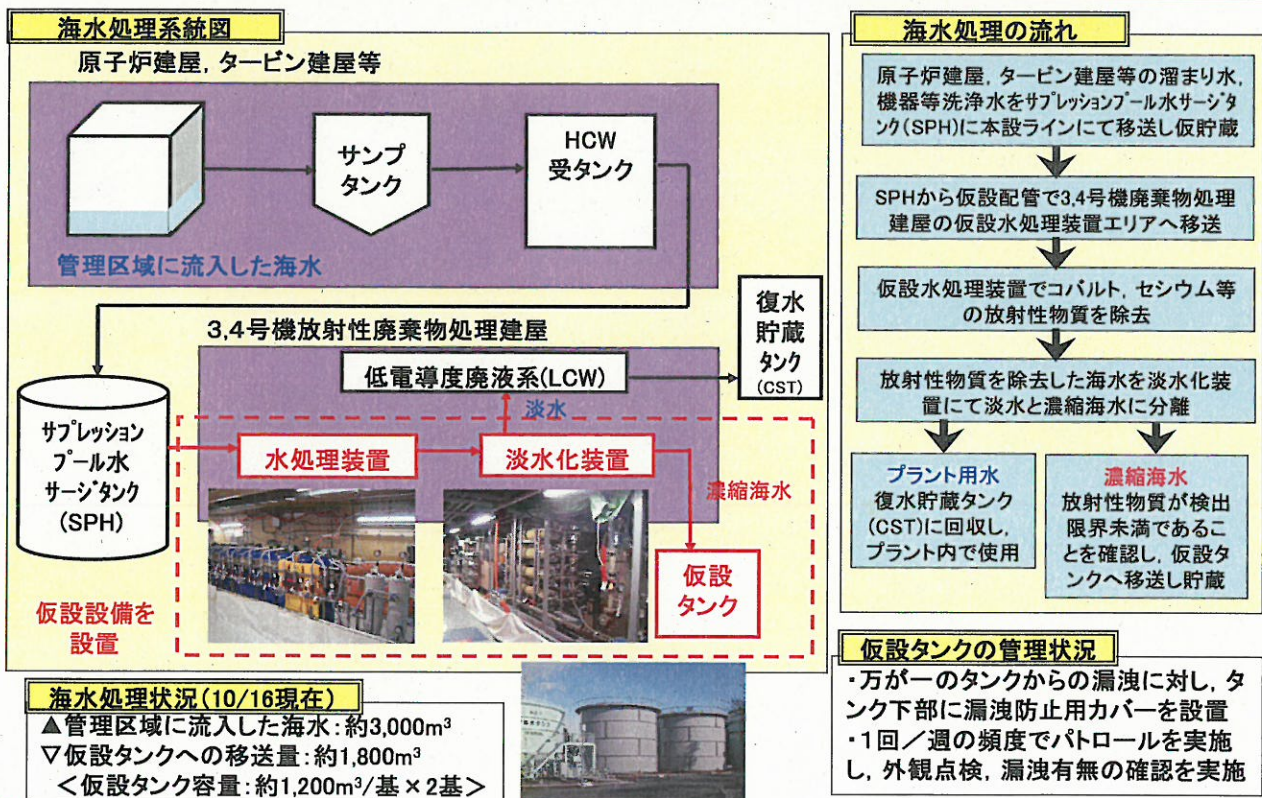 海水処理系統図
原子炉建屋，タービン建屋等
サンプ
タンク
HCW
受タンク
管理区域に流入した海水
3,4号機放射性廃棄物処理建屋
復水
貯蔵
タンク
(CST)
低電導度廃液系(LCW)
淡水
サプレッション
プール水
サージタンク
(SPH)
水処理装置
淡水化装置
濃縮海水
仮設
タンク
仮設設備を
設置
海水処理状況(10/16現在)
▲管理区域に流入した海水：約3,000m³
▽仮設タンクへの移送量：約1,800m³
＜仮設タンク容量：約1,200m³/基×2基＞
海水処理の流れ
原子炉建屋，タービン建屋等の溜まり水，
機器等洗浄水をサプレッションプール水サージタ
ンク(SPH)に本設ラインにて移送し仮貯蔵
SPHから仮設配管で3,4号機廃棄物処理
建屋の仮設水処理装置エリアへ移送
仮設水処理装置でコバルト，セシウム等
の放射性物質を除去
放射性物質を除去した海水を淡水化装
置にて淡水と濃縮海水に分離
プラント用水
復水貯蔵タンク
(CST)に回収し，
プラント内で使用
濃縮海水
放射性物質が検出
限界未満であるこ
とを確認し，仮設タ
ンクへ移送し貯蔵
仮設タンクの管理状況
・万が一のタンクからの漏洩に対し，タ
ンク下部に漏洩防止用カバーを設置
・1回／週の頻度でパトロールを実施
し，外観点検，漏洩有無の確認を実施